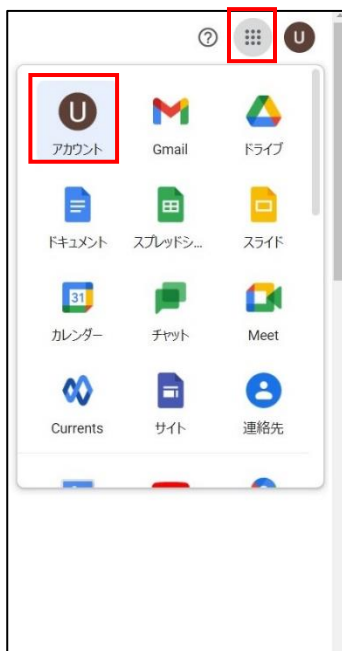 U
U
アカウント Gmail ドライブ
ドキュメント スプレッドシ... スライド
31
カレンダー チャット Meet
Currents サイト 連絡先